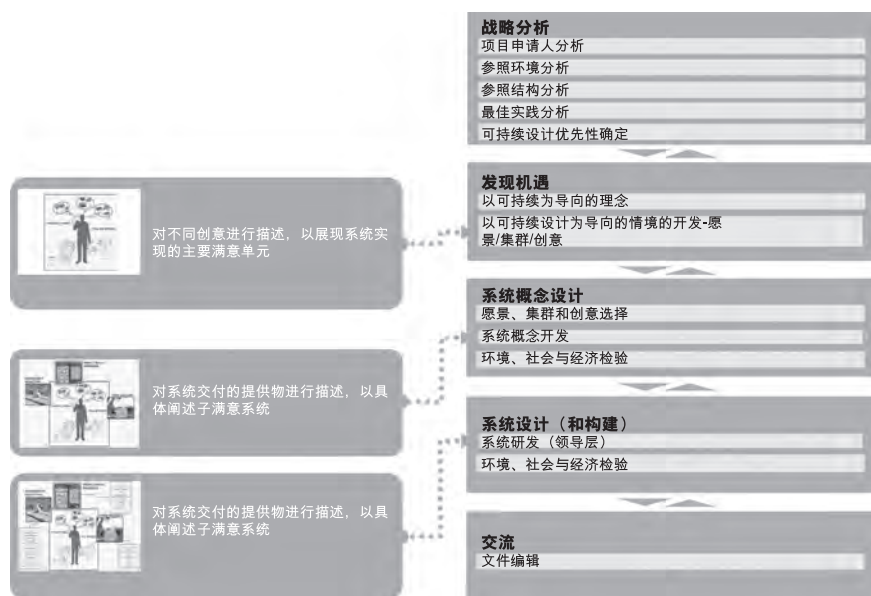 战略分析
项目申请人分析
参照环境分析
参照结构分析
最佳实践分析
可持续设计优先性确定
发现机遇
以可持续为导向的理念
以可持续设计为导向的情境的开发-愿
景/集群/创意
对不同创意进行描述，以展现系统实
现的主要满意单元
系统概念设计
愿景、集群和创意选择
系统概念开发
环境、社会与经济检验
对系统交付的提供物进行描述，以具
体阐述子满意系统
系统设计（和构建）
系统研发（领导层）
环境、社会与经济检验
对系统交付的提供物进行描述，以具
体阐述子满意系统
交流
文件编辑